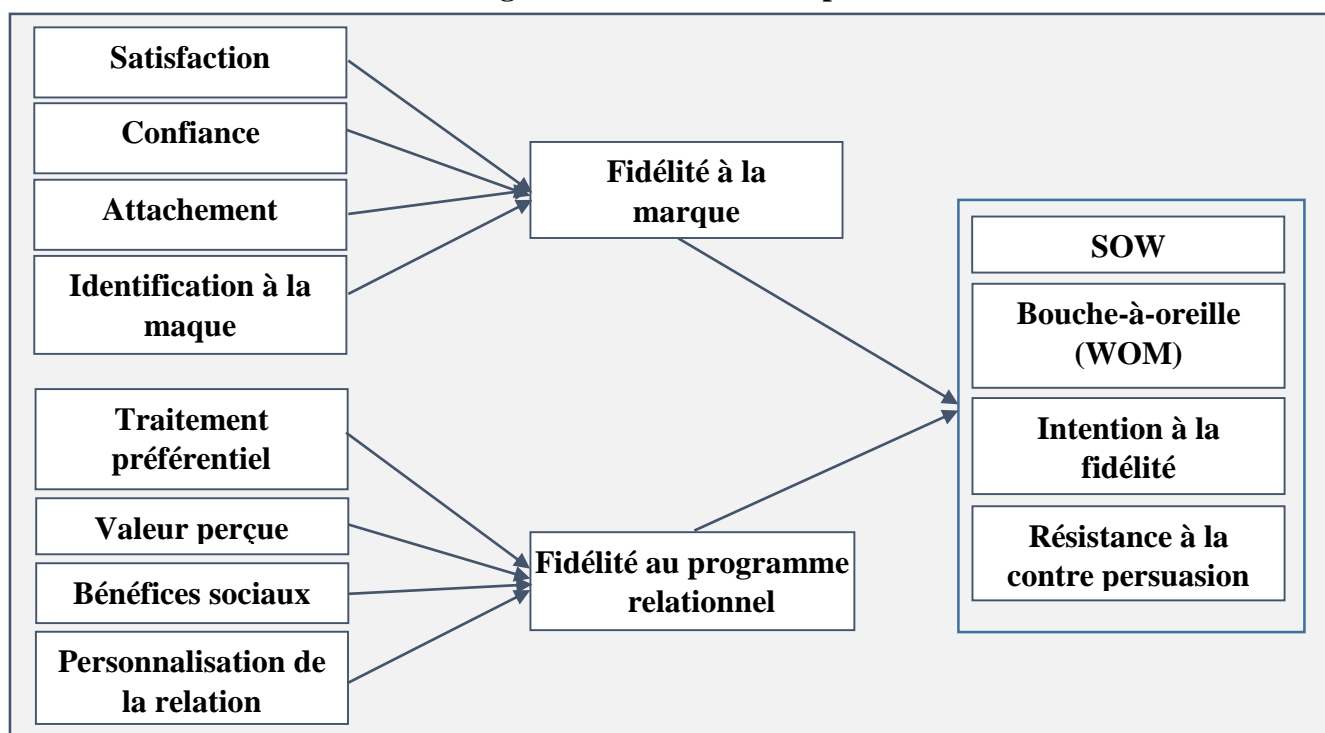 Satisfaction
Confiance
Attachement
Identification à la
maque
Traitement
préférentiel
Valeur perçue
Bénéfices sociaux
Personnalisation de
la relation
Fidélité à la
marque
Fidélité au programme
relationnel
SOW
Bouche-à-oreille
(WOM)
Intention à la
fidélité
Résistance à la
contre persuasion